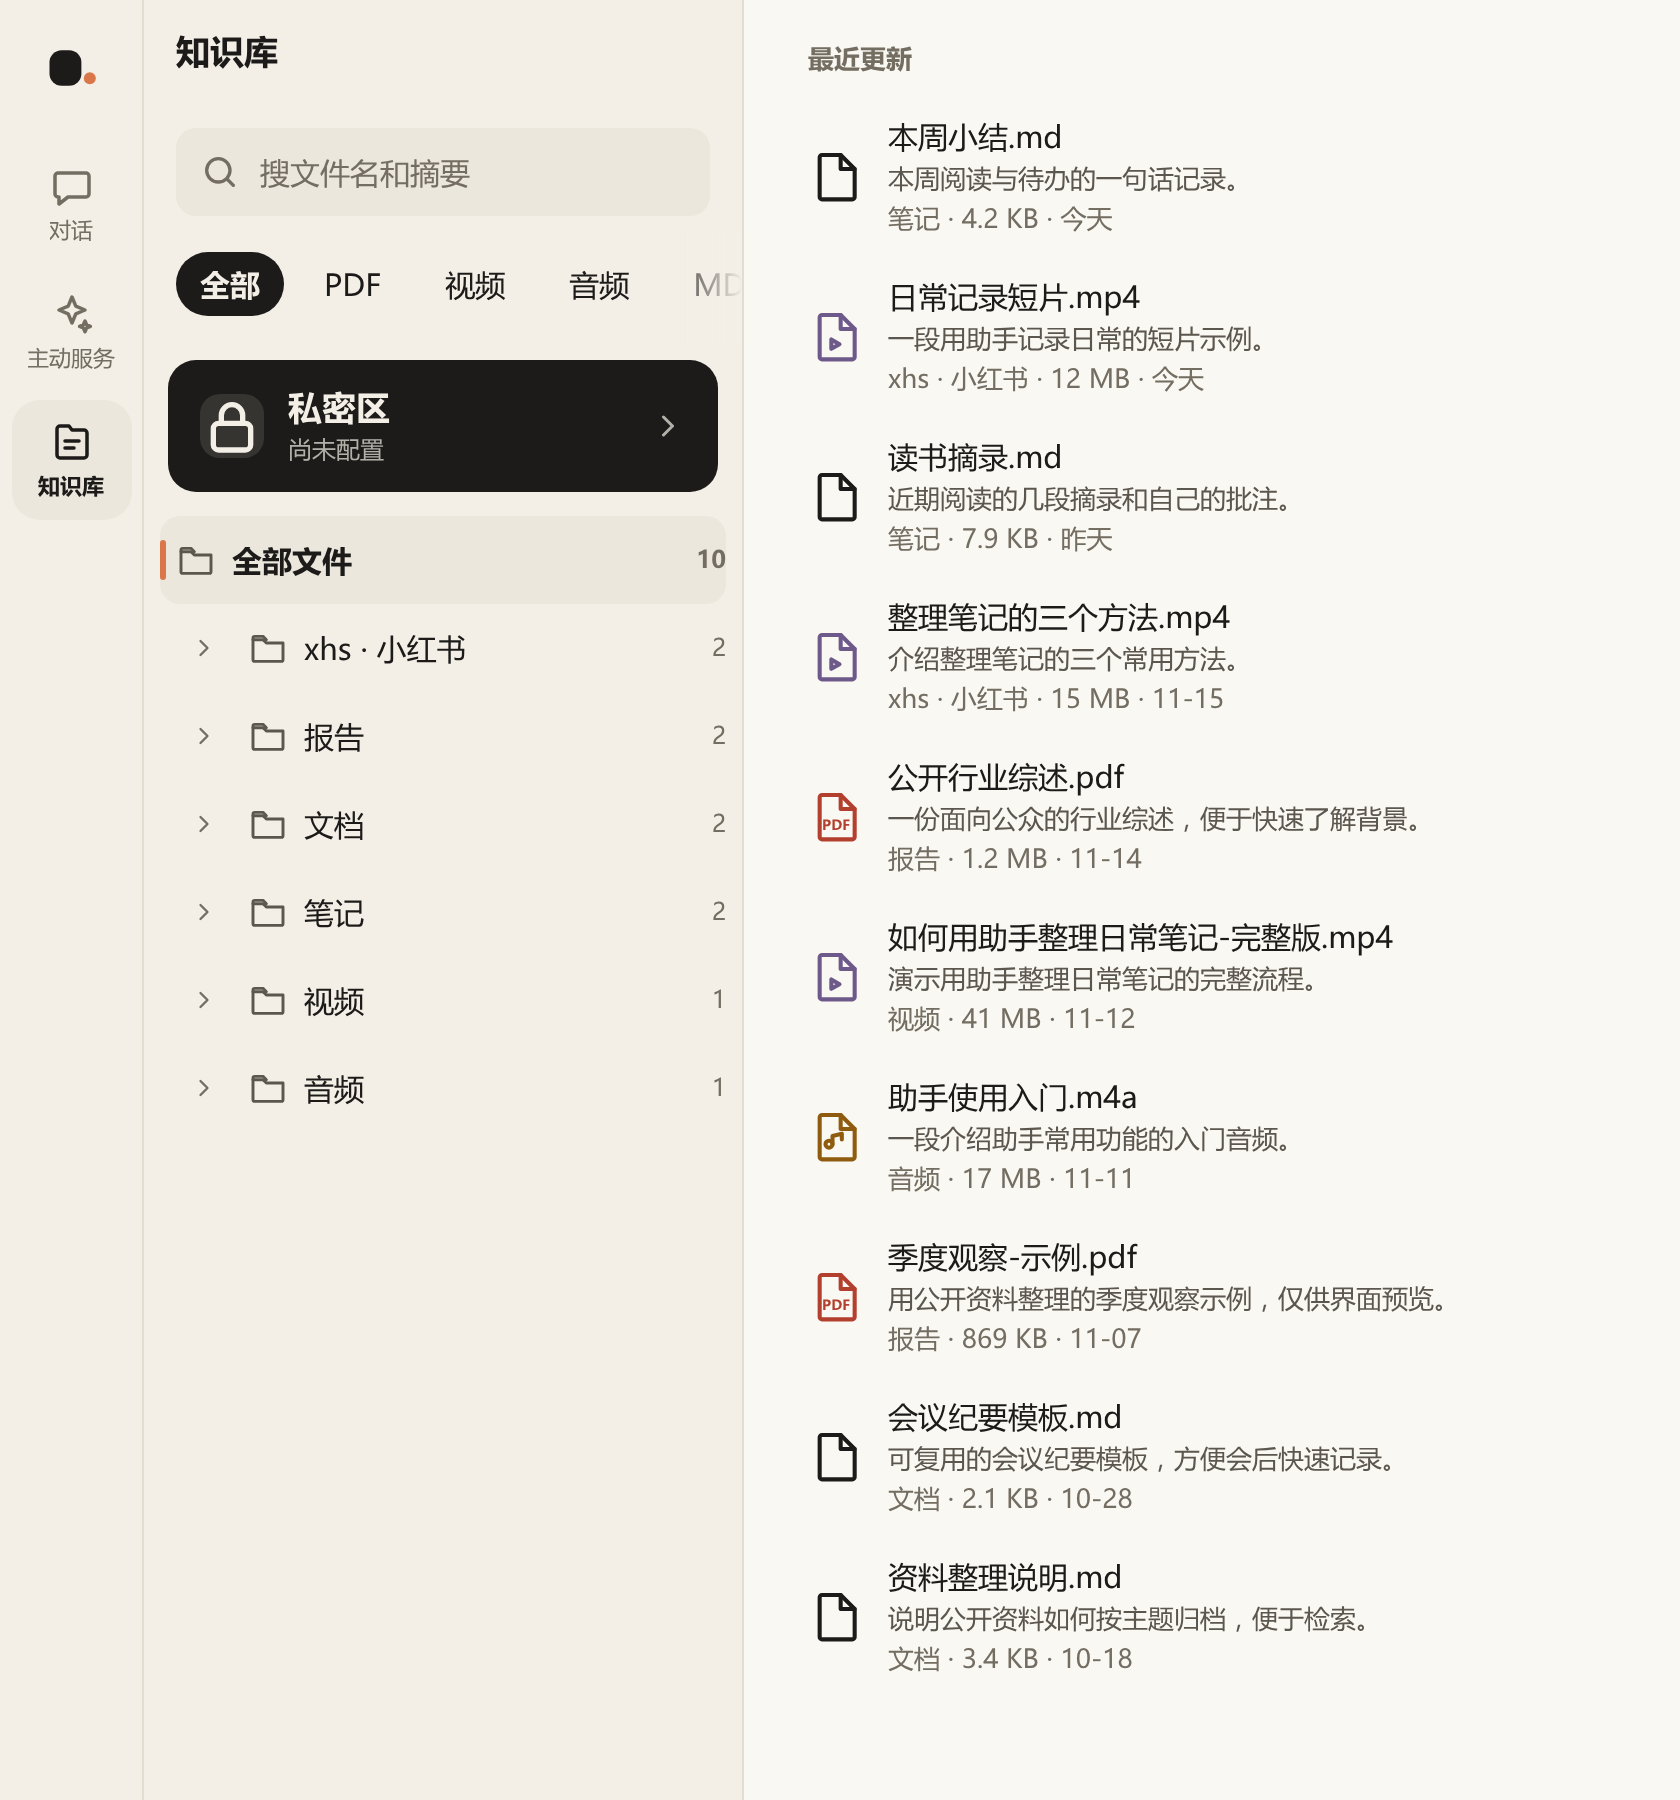 对话
主动服务
知识库
知识库
搜文件名和摘要
全部 PDF 视频 音频 MD
私密区
尚未配置
全部文件 10
xhs · 小红书 2
报告 2
文档 2
笔记 2
视频 1
音频 1
最近更新
本周小结.md
本周阅读与待办的一句话记录。
笔记 · 4.2 KB · 今天
日常记录短片.mp4
一段用助手记录日常的短片示例。
xhs · 小红书 · 12 MB · 今天
读书摘录.md
近期阅读的几段摘录和自己的批注。
笔记 · 7.9 KB · 昨天
整理笔记的三个方法.mp4
介绍整理笔记的三个常用方法。
xhs · 小红书 · 15 MB · 11-15
PDF
公开行业综述.pdf
一份面向公众的行业综述，便于快速了解背景。
报告 · 1.2 MB · 11-14
如何用助手整理日常笔记-完整版.mp4
演示用助手整理日常笔记的完整流程。
视频 · 41 MB · 11-12
助手使用入门.m4a
一段介绍助手常用功能的入门音频。
音频 · 17 MB · 11-11
PDF
季度观察-示例.pdf
用公开资料整理的季度观察示例，仅供界面预览。
报告 · 869 KB · 11-07
会议纪要模板.md
可复用的会议纪要模板，方便会后快速记录。
文档 · 2.1 KB · 10-28
资料整理说明.md
说明公开资料如何按主题归档，便于检索。
文档 · 3.4 KB · 10-18